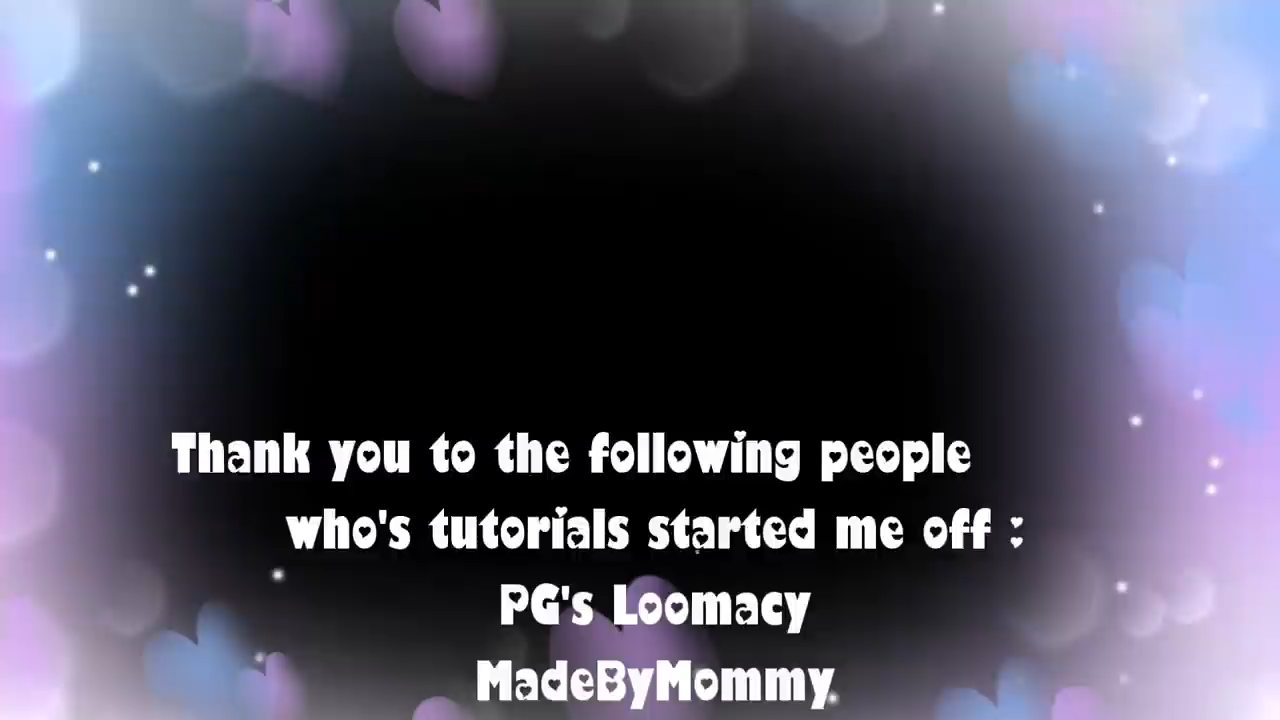 Thank you to the following people
who's tutorials started me off :
PG's Loomacy
MadeByMommy